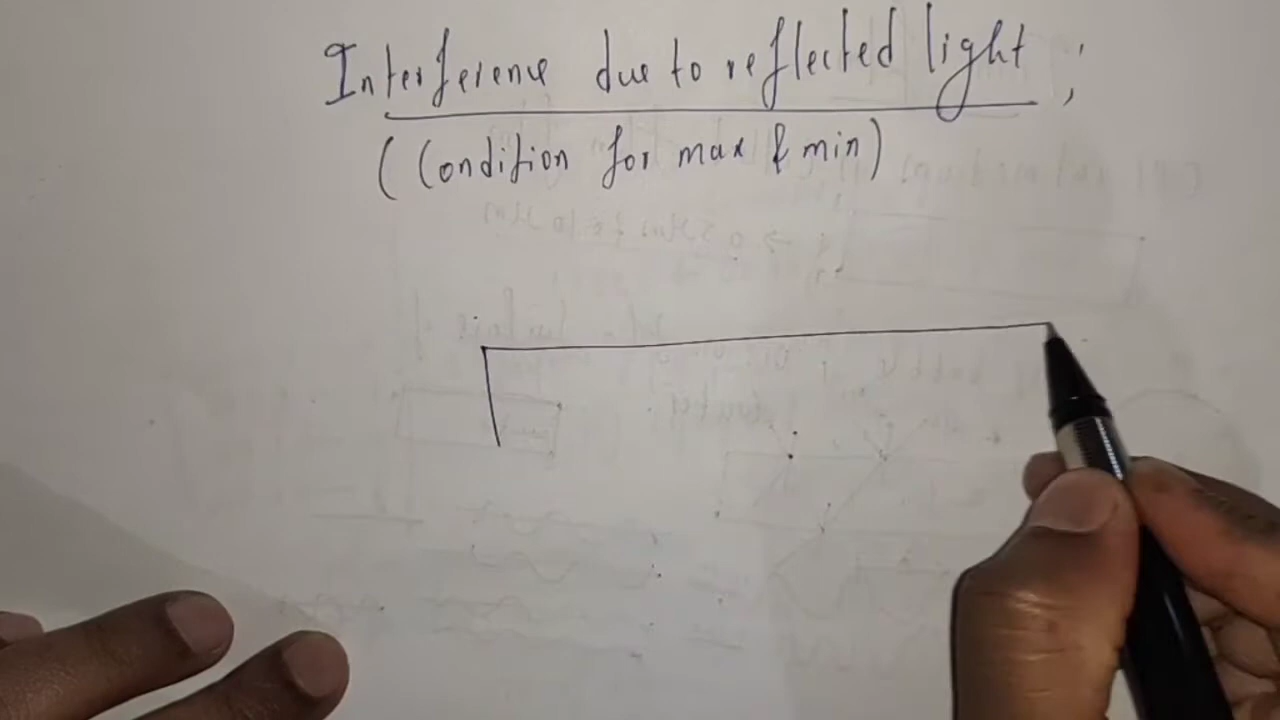 Interference due to reflected light ;
(Condition for max & min)